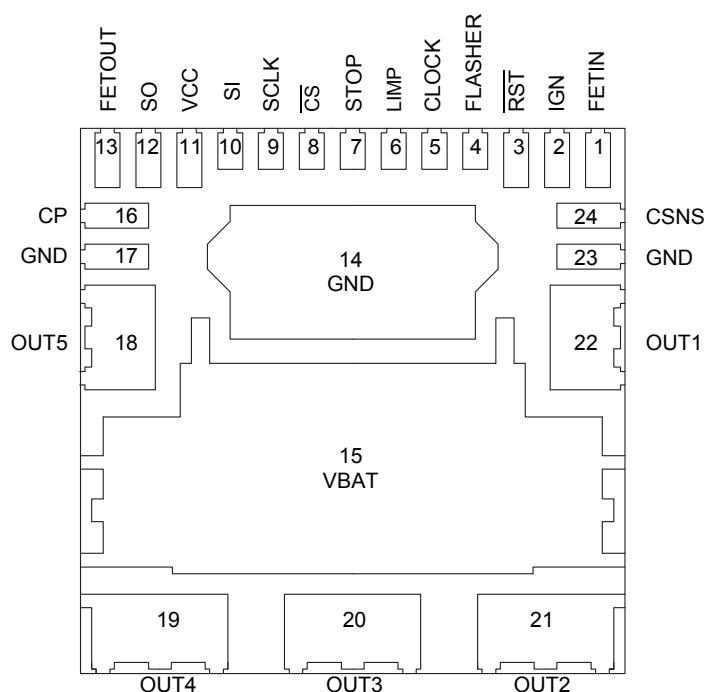 FETOUT
SO
VCC
SI
SCLK
C̅S̅
STOP
LIMP
CLOCK
FLASHER
R̅S̅T̅
IGN
FETIN
13
12
11
10
9
8
7
6
5
4
3
2
1
CP
16
24
CSNS
GND
17
14
GND
23
GND
OUT5
18
22
OUT1
15
VBAT
19
20
21
OUT4
OUT3
OUT2